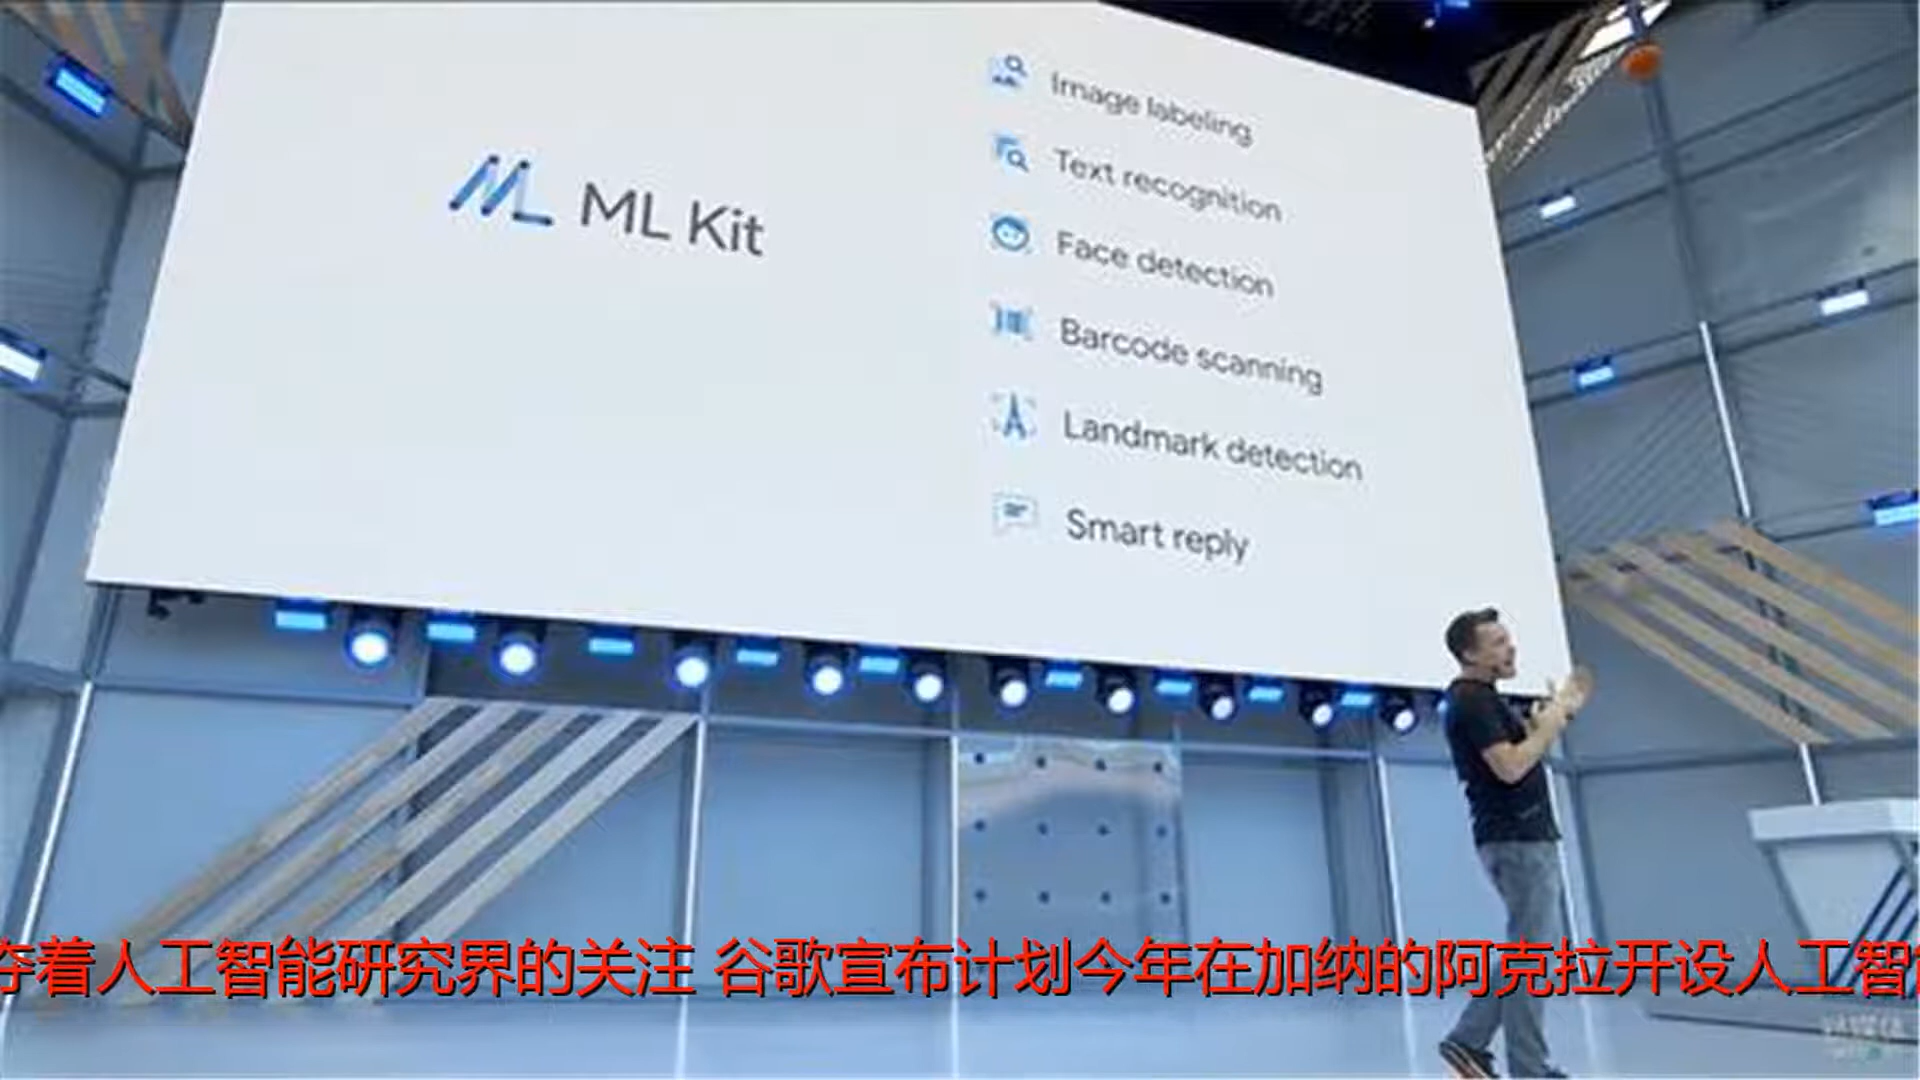 ML Kit
Image labeling
Text recognition
Face detection
Barcode scanning
Landmark detection
Smart reply
夺着人工智能研究界的关注 谷歌宣布计划今年在加纳的阿克拉开设人工智